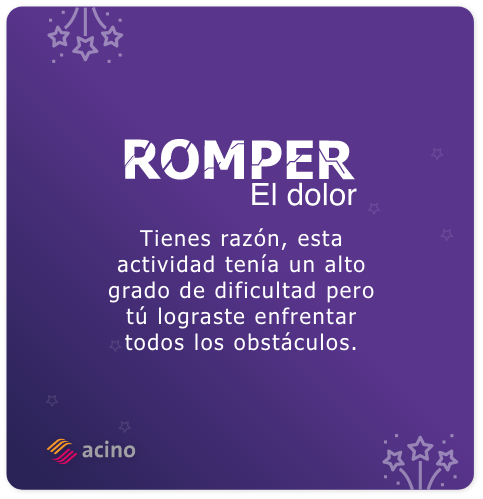 ROMPER
El dolor
Tienes razón, esta
actividad tenía un alto
grado de dificultad pero
tú lograste enfrentar
todos los obstáculos.
acino